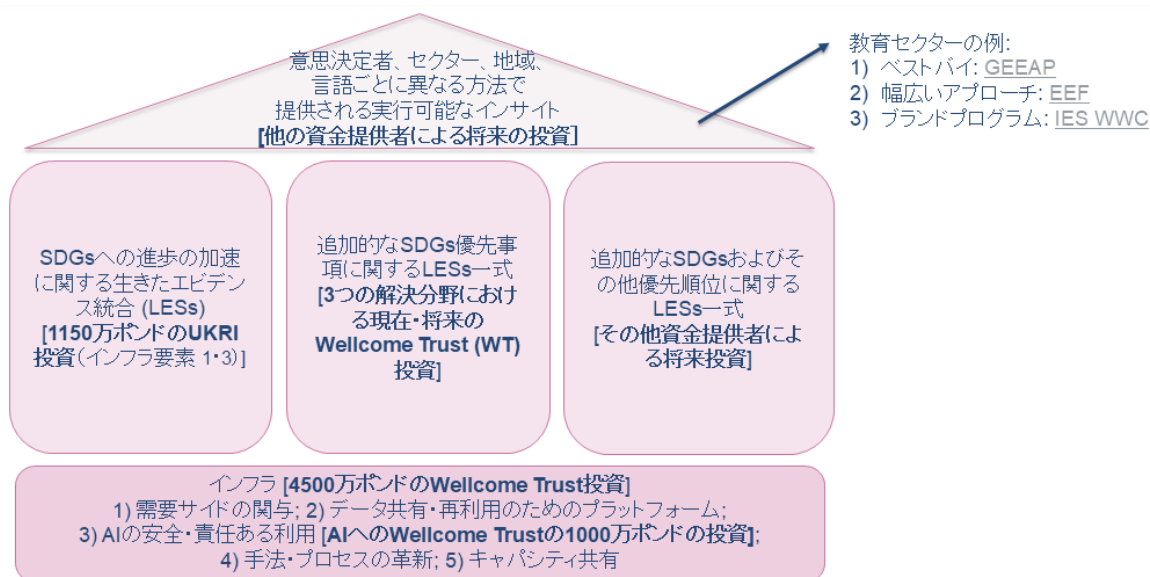 意思決定者、セクター、地域、
言語ごとに異なる方法で
提供される実行可能なインサイト
[他の資金提供者による将来の投資]
教育セクターの例:
1) ベストバイ: GEEAP
2) 幅広いアプローチ: EEF
3) ブランドプログラム: IES WWC
SDGsへの進歩の加速
に関する生きたエビデン
ス統合 (LESs)
[1150万ポンドのUKRI
投資(インフラ要素 1・3)]
追加的なSDGs優先事
項に関するLESs一式
[3つの解決分野におけ
る現在・将来の
Wellcome Trust (WT)
投資]
追加的なSDGsおよびそ
の他優先順位に関する
LESs一式
[その他資金提供者によ
る将来投資]
インフラ [4500万ポンドのWellcome Trust投資]
1) 需要サイドの関与; 2) データ共有・再利用のためのプラットフォーム;
3) AIの安全・責任ある利用 [AIへのWellcome Trustの1000万ポンドの投資];
4) 手法・プロセスの革新; 5) キャパシティ共有